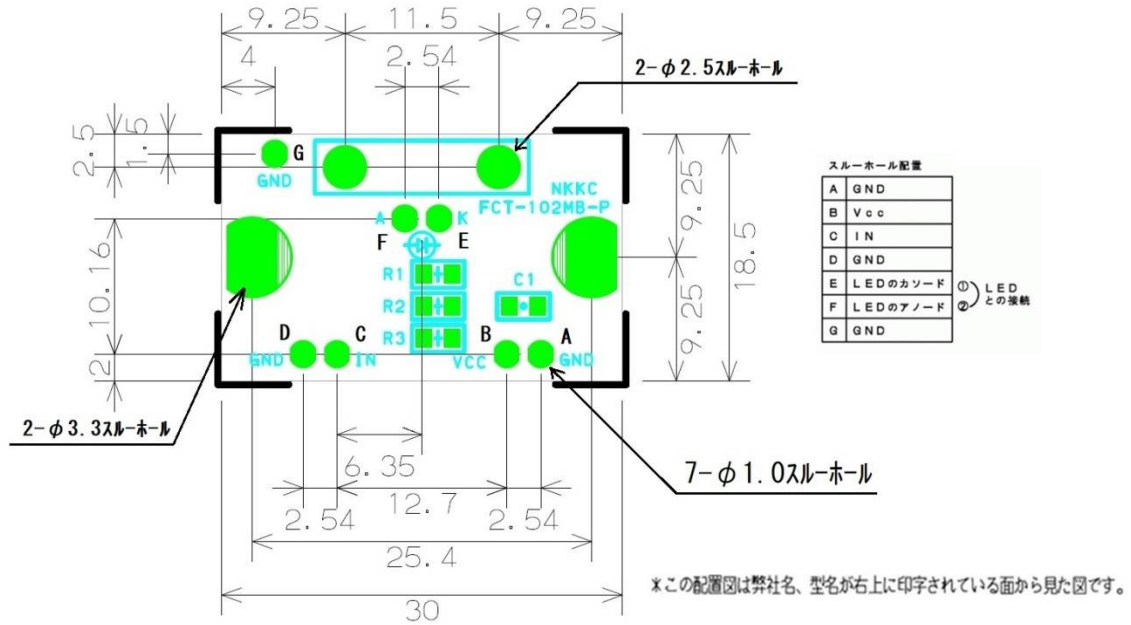 9.25 11.5 9.25
4 2.54
2-φ2.5ｽﾙｰﾎｰﾙ
2.5 1.5
G
GND
NKKC
FCT-102MB-P
A K
F E
R1
R2
R3
C1
D C B A
GND IN VCC GND
10.16
2
9.25
9.25
18.5
2-φ3.3ｽﾙｰﾎｰﾙ
7-φ1.0ｽﾙｰﾎｰﾙ
6.35
12.7
2.54 2.54
25.4
30
スルーホール配置
A GND
B Vcc
C IN
D GND
E LEDのカソード ①
F LEDのアノード ②
G GND
LED
との接続
*この配置図は弊社名、型名が右上に印字されている面から見た図です。